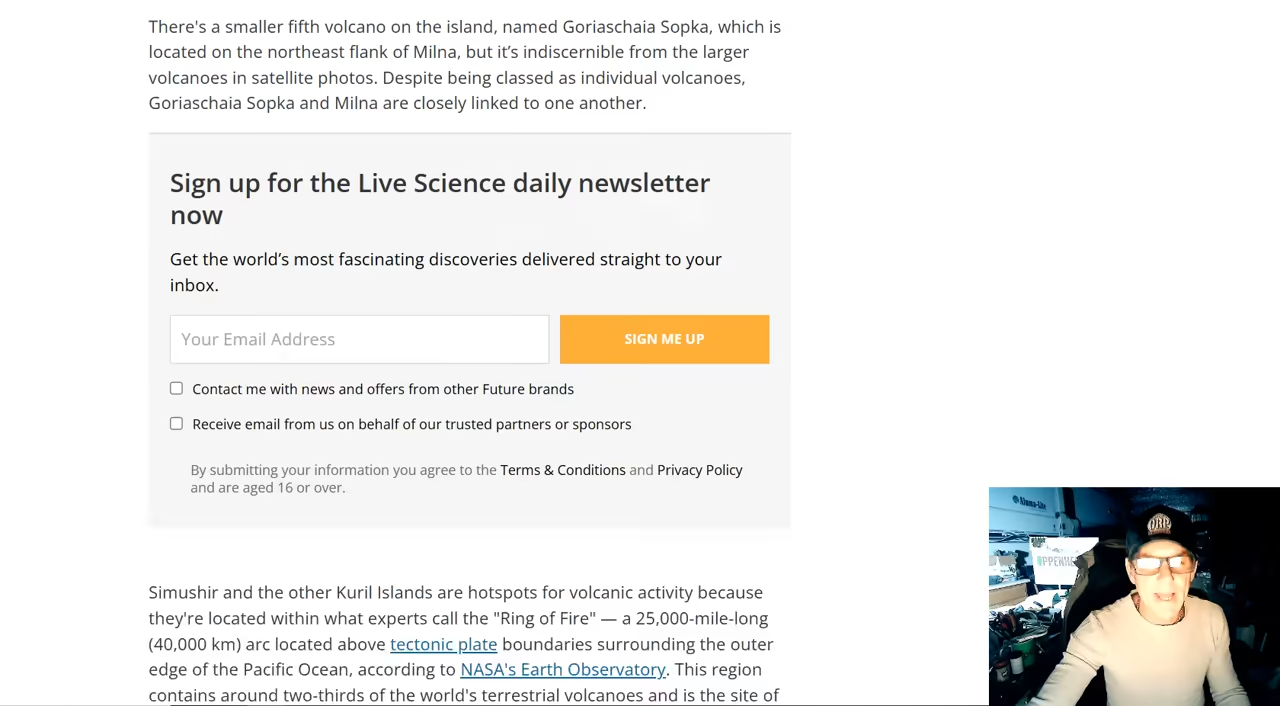 There's a smaller fifth volcano on the island, named Goriaschaia Sopka, which is
located on the northeast flank of Milna, but it’s indiscernible from the larger
volcanoes in satellite photos. Despite being classed as individual volcanoes,
Goriaschaia Sopka and Milna are closely linked to one another.
Sign up for the Live Science daily newsletter
now
Get the world’s most fascinating discoveries delivered straight to your
inbox.
Your Email Address
SIGN ME UP
Contact me with news and offers from other Future brands
Receive email from us on behalf of our trusted partners or sponsors
By submitting your information you agree to the Terms & Conditions and Privacy Policy
and are aged 16 or over.
Simushir and the other Kuril Islands are hotspots for volcanic activity because
they're located within what experts call the "Ring of Fire" — a 25,000-mile-long
(40,000 km) arc located above tectonic plate boundaries surrounding the outer
edge of the Pacific Ocean, according to NASA's Earth Observatory. This region
contains around two-thirds of the world's terrestrial volcanoes and is the site of